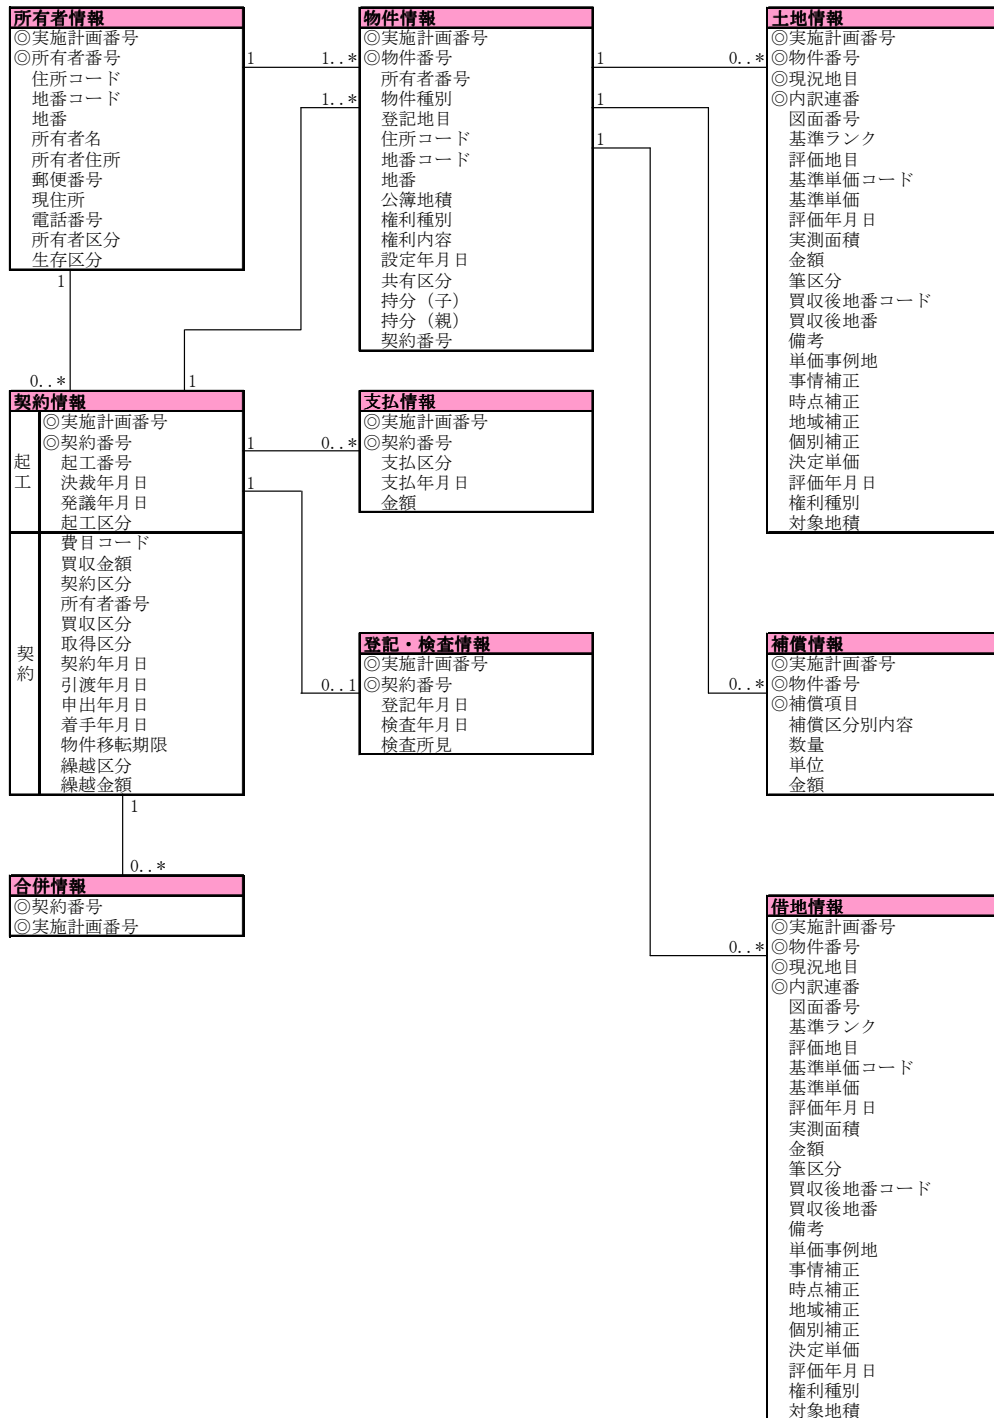 所有者情報
◎実施計画番号
◎所有者番号
住所コード
地番コード
地番
所有者名
所有者住所
郵便番号
現住所
電話番号
所有者区分
生存区分
1
1..*
1..*
1
0..*
1
物件情報
◎実施計画番号
◎物件番号
所有者番号
物件種別
登記地目
住所コード
地番コード
地番
公簿地積
権利種別
権利内容
設定年月日
共有区分
持分（子）
持分（親）
契約番号
1
0..*
1
1
土地情報
◎実施計画番号
◎物件番号
◎現況地目
◎内訳連番
図面番号
基準ランク
評価地目
基準単価コード
基準単価
評価年月日
実測面積
金額
筆区分
買収後地番コード
買収後地番
備考
単価事例地
事情補正
時点補正
地域補正
個別補正
決定単価
評価年月日
権利種別
対象地積
契約情報
起工
◎実施計画番号
◎契約番号
起工番号
決裁年月日
発議年月日
起工区分
契約
費目コード
買収金額
契約区分
所有者番号
買収区分
取得区分
契約年月日
引渡年月日
申出年月日
着手年月日
物件移転期限
繰越区分
繰越金額
1
0..*
1
0..1
支払情報
◎実施計画番号
◎契約番号
支払区分
支払年月日
金額
登記・検査情報
◎実施計画番号
◎契約番号
登記年月日
検査年月日
検査所見
0..*
補償情報
◎実施計画番号
◎物件番号
◎補償項目
補償区分別内容
数量
単位
金額
1
0..*
合併情報
◎契約番号
◎実施計画番号
0..*
借地情報
◎実施計画番号
◎物件番号
◎現況地目
◎内訳連番
図面番号
基準ランク
評価地目
基準単価コード
基準単価
評価年月日
実測面積
金額
筆区分
買収後地番コード
買収後地番
備考
単価事例地
事情補正
時点補正
地域補正
個別補正
決定単価
評価年月日
権利種別
対象地積